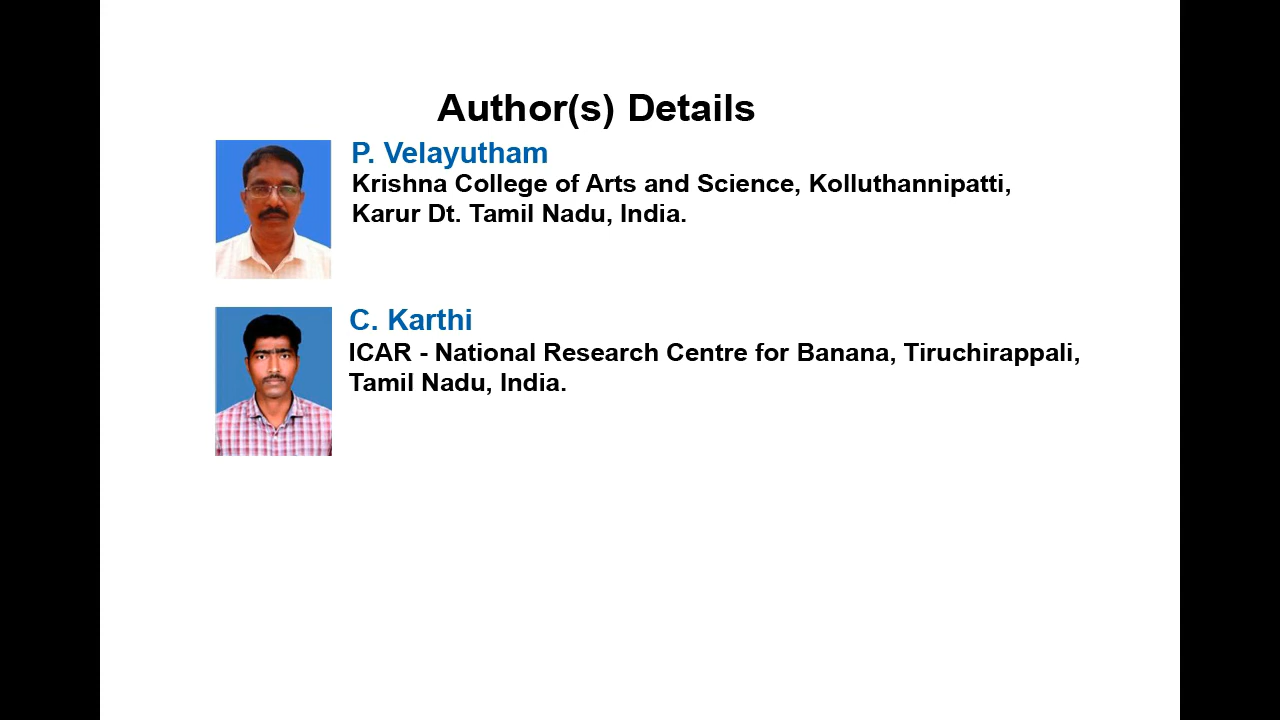 Author(s) Details
P. Velayutham
Krishna College of Arts and Science, Kolluthannipatti,
Karur Dt. Tamil Nadu, India.
C. Karthi
ICAR - National Research Centre for Banana, Tiruchirappali,
Tamil Nadu, India.